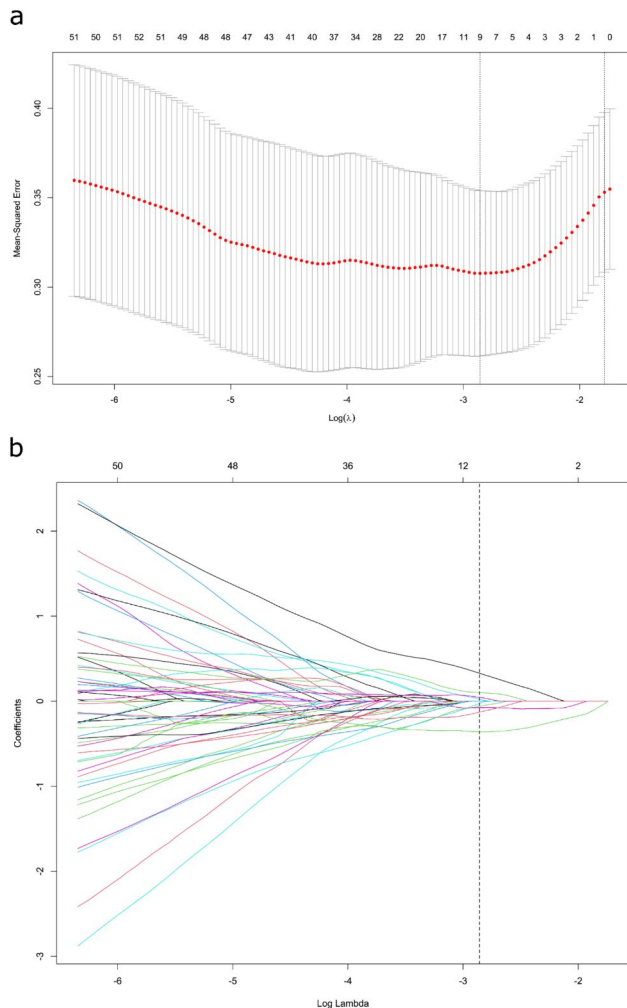 a
51 50 51 52 51 49 48 48 47 43 41 40 37 34 28 22 20 17 11 9 7 5 4 3 3 2 1 0
Mean-Squared Error
0.40
0.35
0.30
0.25
-6 -5 -4 -3 -2
Log(λ)
b
50 48 36 12 2
Coefficients
2
1
0
-1
-2
-3
-6 -5 -4 -3 -2
Log Lambda